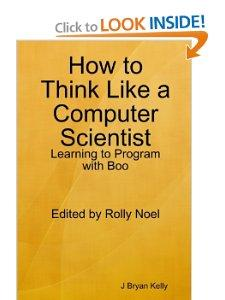 Click to
LOOK INSIDE!
How to
Think Like a
Computer
Scientist
Learning to Program
with Boo
Edited by Rolly Noel
J Bryan Kelly